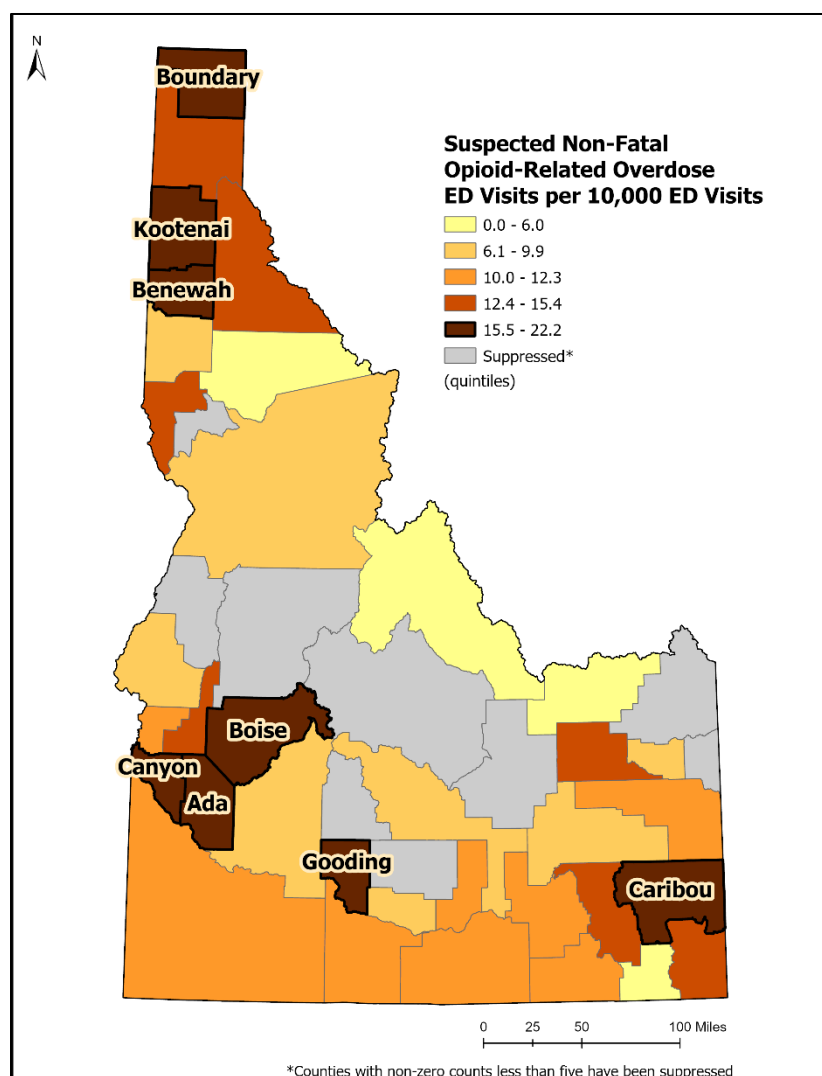 N
Boundary
Kootenai
Benewah
Suspected Non-Fatal
Opioid-Related Overdose
ED Visits per 10,000 ED Visits
0.0 - 6.0
6.1 - 9.9
10.0 - 12.3
12.4 - 15.4
15.5 - 22.2
Suppressed*
(quintiles)
Boise
Canyon
Ada
Gooding
Caribou
0 25 50 100 Miles
*Counties with non-zero counts less than five have been suppressed